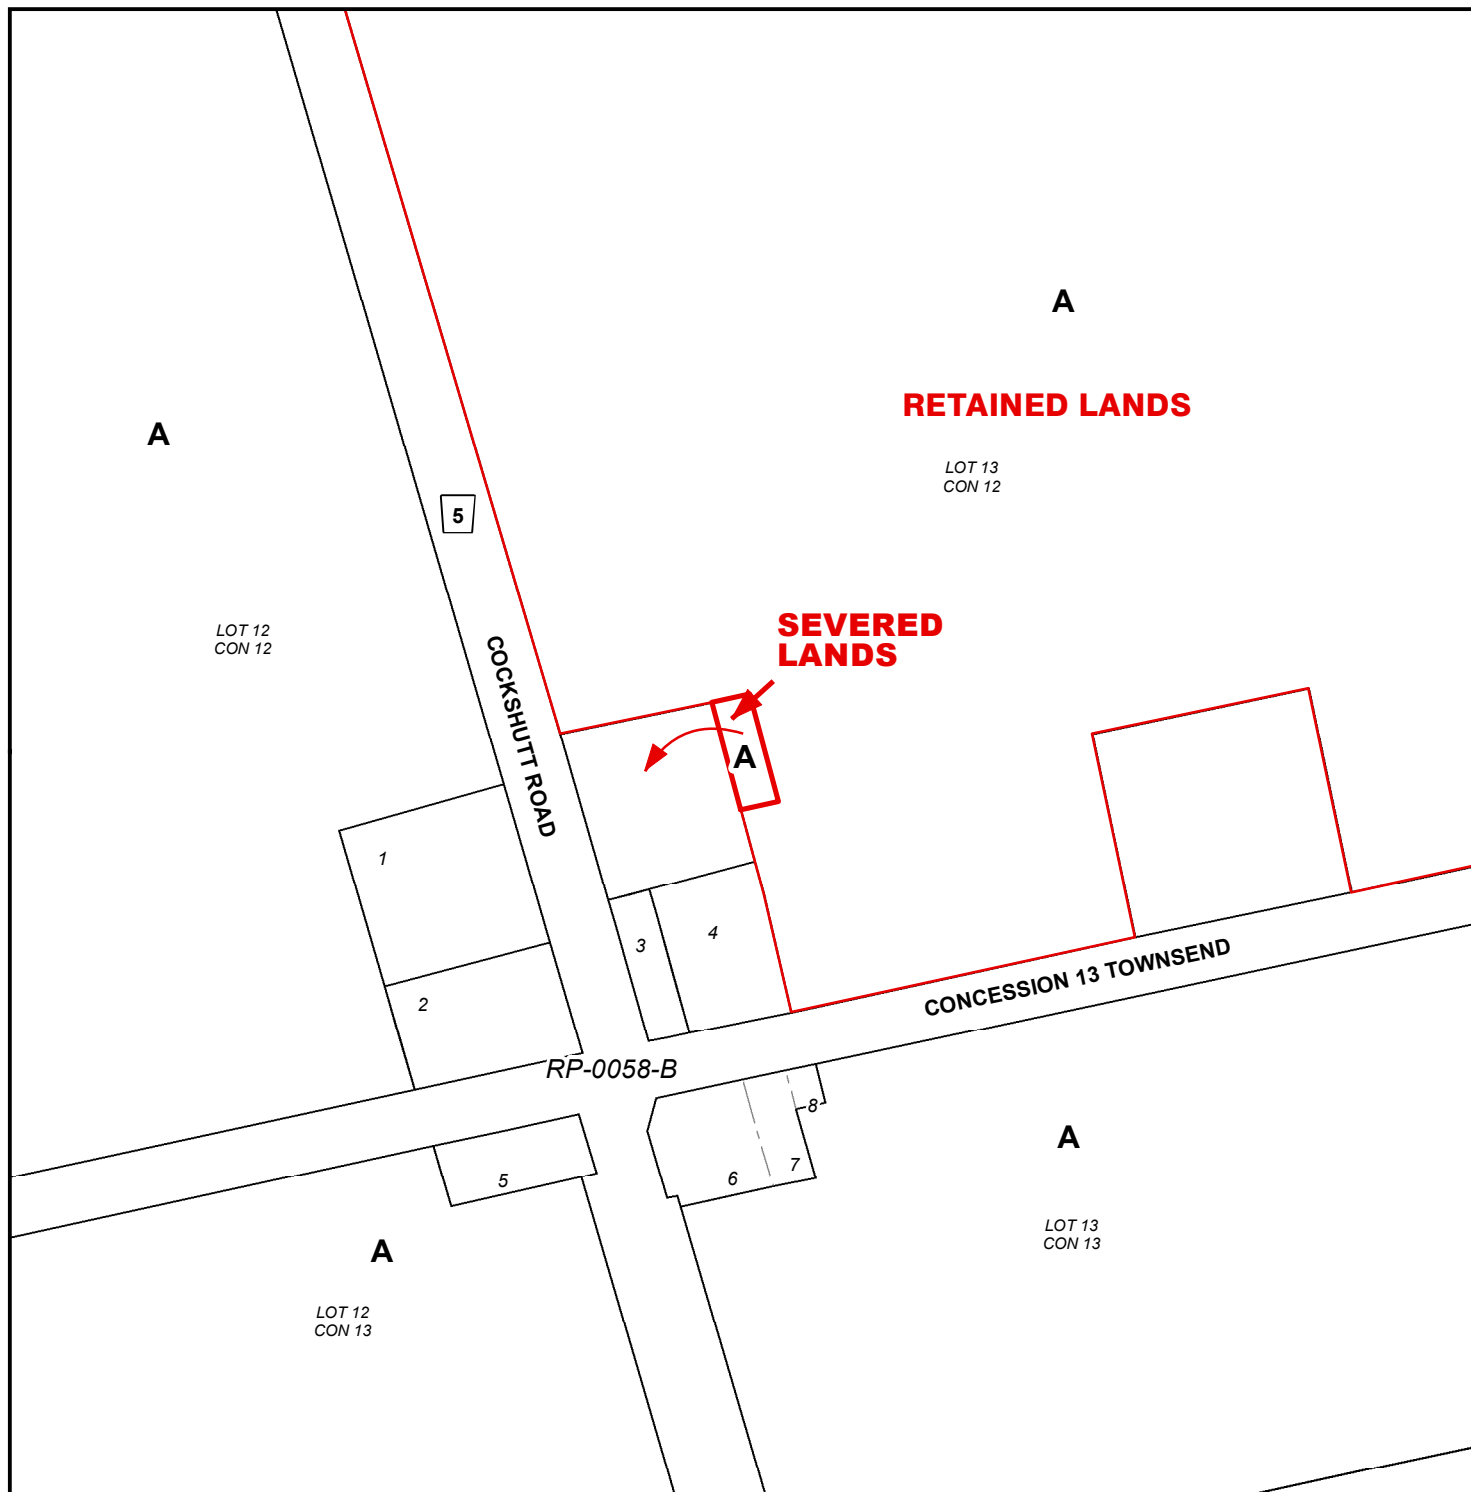 A
RETAINED LANDS
A
LOT 13
CON 12
5
SEVERED
LANDS
LOT 12
CON 12
COCKSHUTT ROAD
A
1
3
4
2
CONCESSION 13 TOWNSEND
RP-0058-B
8
A
5
6
7
A
LOT 13
CON 13
LOT 12
CON 13